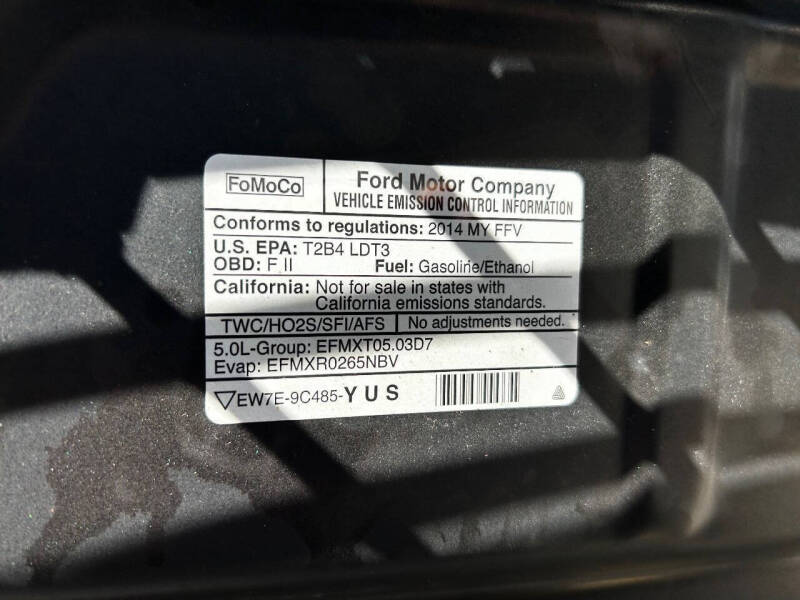 FoMoCo
Ford Motor Company
VEHICLE EMISSION CONTROL INFORMATION
Conforms to regulations: 2014 MY FFV
U.S. EPA: T2B4 LDT3
OBD: F II Fuel: Gasoline/Ethanol
California: Not for sale in states with
California emissions standards.
TWC/HO2S/SFI/AFS No adjustments needed.
5.0L-Group: EFMXT05.03D7
Evap: EFMXR0265NBV
EW7E-9C485-YUS